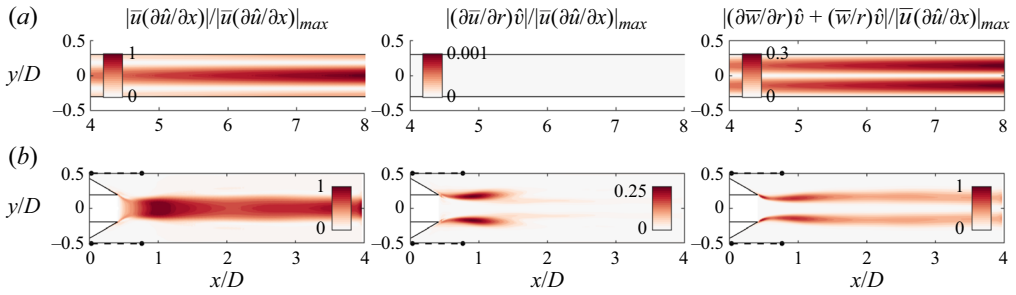 (a) |u̅(∂û/∂x)|/|u̅(∂û/∂x)|max |(∂u̅/∂r)v̂|/|u̅(∂û/∂x)|max |(∂w̅/∂r)v̂ + (w̅/r)v̂|/|u̅(∂û/∂x)|max
0.5 1 0.001 0.3
y/D 0
–0.5 0 0 0
4 5 6 7 8 4 5 6 7 8 4 5 6 7 8
(b)
0.5 1 0.25 1
y/D 0
–0.5 0 0 0
0 1 2 3 4 0 1 2 3 4 0 1 2 3 4
x/D x/D x/D